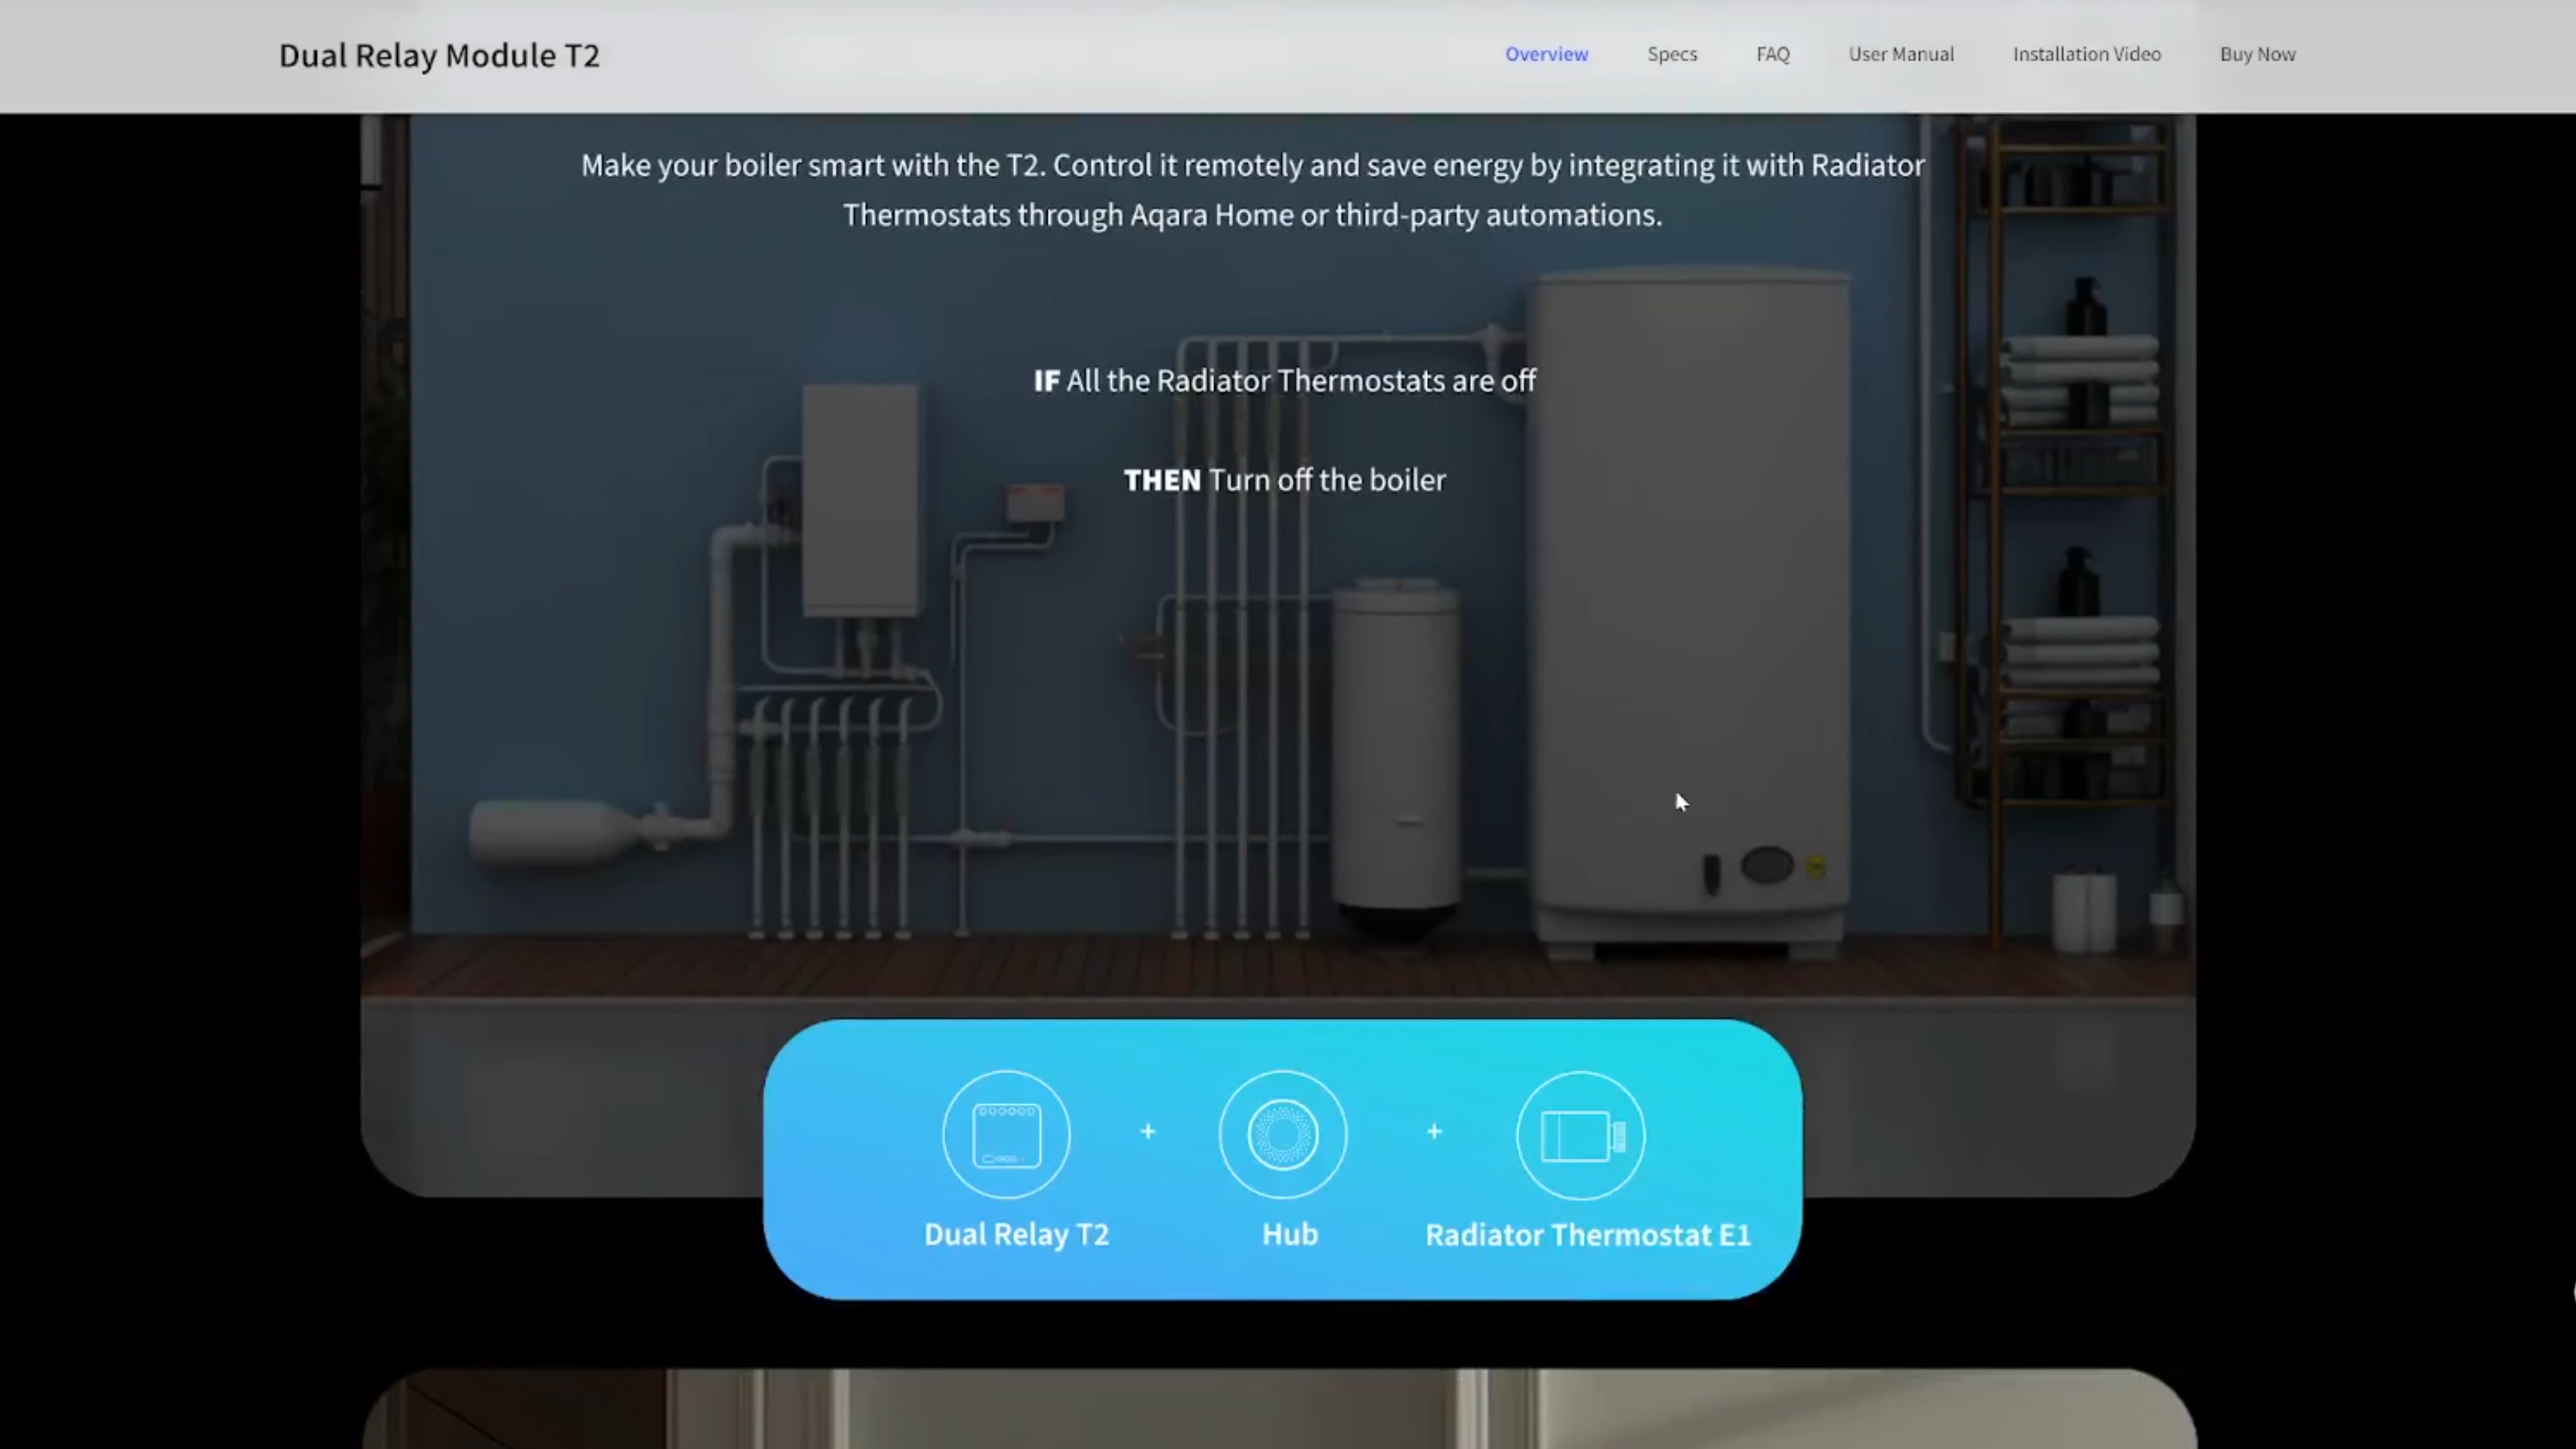 Dual Relay Module T2
Overview
Specs
FAQ
User Manual
Installation Video
Buy Now
Make your boiler smart with the T2. Control it remotely and save energy by integrating it with Radiator
Thermostats through Aqara Home or third-party automations.
IF All the Radiator Thermostats are off
THEN Turn off the boiler
+
+
Dual Relay T2
Hub
Radiator Thermostat E1